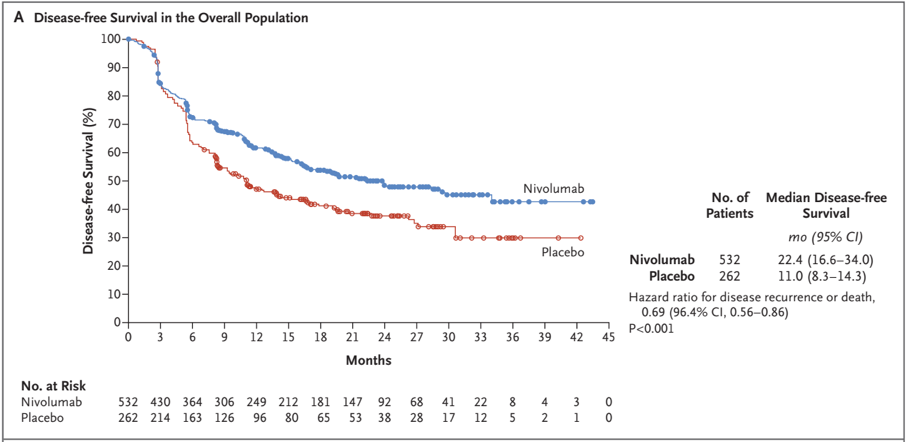 A Disease-free Survival in the Overall Population
100
90
80
70
60
50
40
30
20
10
0
Disease-free Survival (%)
Nivolumab
Placebo
0 3 6 9 12 15 18 21 24 27 30 33 36 39 42 45
Months
No. of Patients
Median Disease-free Survival
mo (95% CI)
Nivolumab 532 22.4 (16.6–34.0)
Placebo 262 11.0 (8.3–14.3)
Hazard ratio for disease recurrence or death,
0.69 (96.4% CI, 0.56–0.86)
P<0.001
No. at Risk
Nivolumab 532 430 364 306 249 212 181 147 92 68 41 22 8 4 3 0
Placebo 262 214 163 126 96 80 65 53 38 28 17 12 5 2 1 0